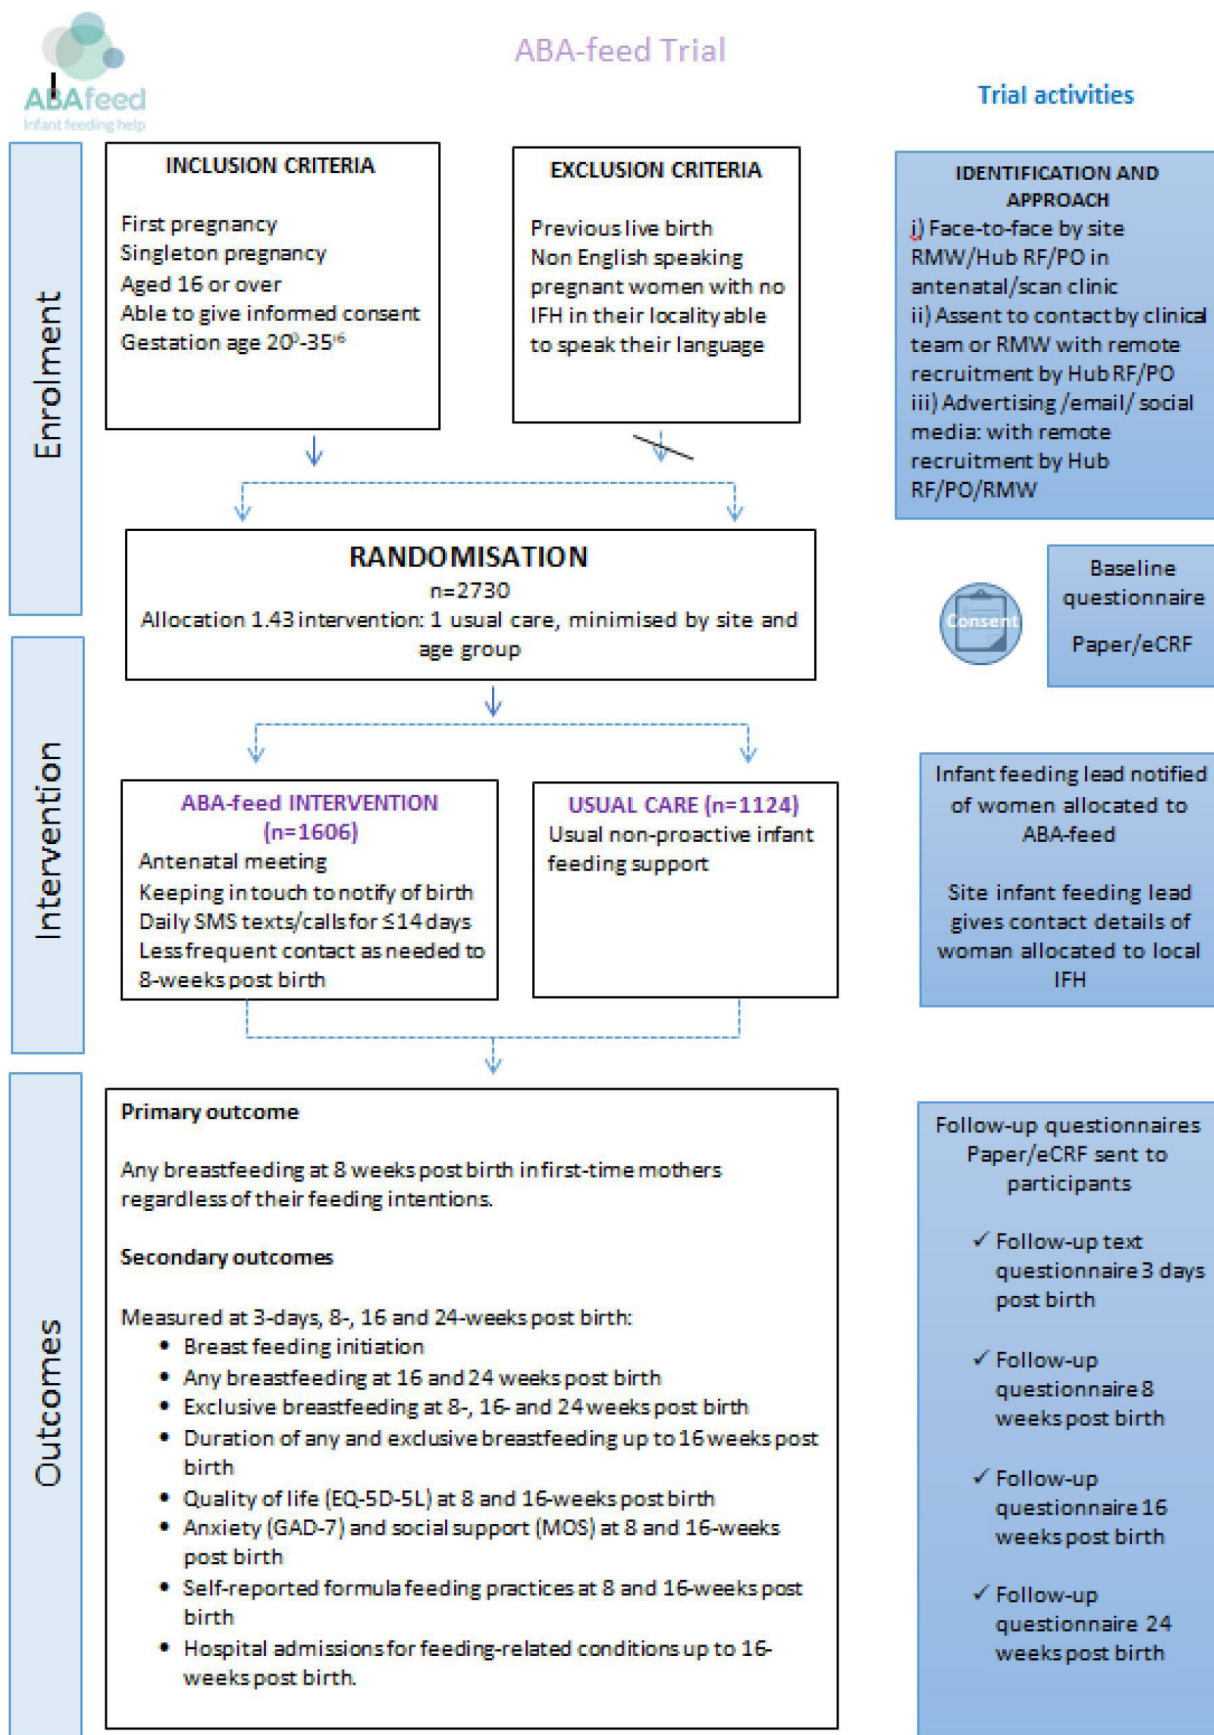 ABA-feed Trial
ABAfeed
Infant feeding help
Trial activities
Enrolment
INCLUSION CRITERIA
First pregnancy
Singleton pregnancy
Aged 16 or over
Able to give informed consent
Gestation age 20⁰-35⁺⁶
EXCLUSION CRITERIA
Previous live birth
Non English speaking
pregnant women with no
IFH in their locality able
to speak their language
IDENTIFICATION AND
APPROACH
i) Face-to-face by site
RMW/Hub RF/PO in
antenatal/scan clinic
ii) Assent to contact by clinical
team or RMW with remote
recruitment by Hub RF/PO
iii) Advertising /email/ social
media: with remote
recruitment by Hub
RF/PO/RMW
RANDOMISATION
n=2730
Allocation 1.43 intervention: 1 usual care, minimised by site and
age group
Consent
Baseline
questionnaire
Paper/eCRF
Intervention
ABA-feed INTERVENTION
(n=1606)
Antenatal meeting
Keeping in touch to notify of birth
Daily SMS texts/calls for ≤14 days
Less frequent contact as needed to
8-weeks post birth
USUAL CARE (n=1124)
Usual non-proactive infant
feeding support
Infant feeding lead notified
of women allocated to
ABA-feed
Site infant feeding lead
gives contact details of
woman allocated to local
IFH
Outcomes
Primary outcome
Any breastfeeding at 8 weeks post birth in first-time mothers
regardless of their feeding intentions.
Secondary outcomes
Measured at 3-days, 8-, 16 and 24-weeks post birth:
• Breast feeding initiation
• Any breastfeeding at 16 and 24 weeks post birth
• Exclusive breastfeeding at 8-, 16- and 24 weeks post birth
• Duration of any and exclusive breastfeeding up to 16 weeks post
birth
• Quality of life (EQ-5D-5L) at 8 and 16-weeks post birth
• Anxiety (GAD-7) and social support (MOS) at 8 and 16-weeks
post birth
• Self-reported formula feeding practices at 8 and 16-weeks post
birth
• Hospital admissions for feeding-related conditions up to 16-
weeks post birth.
Follow-up questionnaires
Paper/eCRF sent to
participants
✓ Follow-up text
questionnaire 3 days
post birth
✓ Follow-up
questionnaire 8
weeks post birth
✓ Follow-up
questionnaire 16
weeks post birth
✓ Follow-up
questionnaire 24
weeks post birth